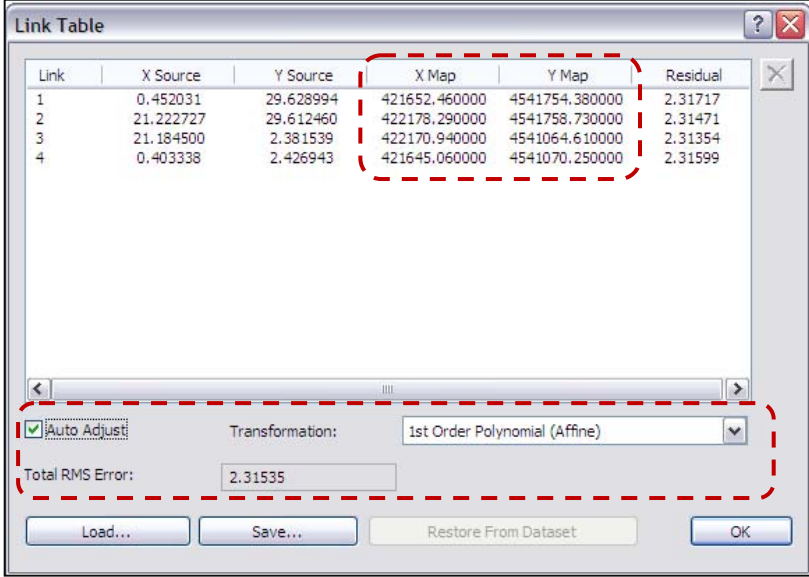 Link Table
Link X Source Y Source X Map Y Map Residual
1 0.452031 29.628994 421652.460000 4541754.380000 2.31717
2 21.222727 29.612460 422178.290000 4541758.730000 2.31471
3 21.184500 2.381539 422170.940000 4541064.610000 2.31354
4 0.403338 2.426943 421645.060000 4541070.250000 2.31599
Auto Adjust Transformation: 1st Order Polynomial (Affine)
Total RMS Error: 2.31535
Load... Save... Restore From Dataset OK